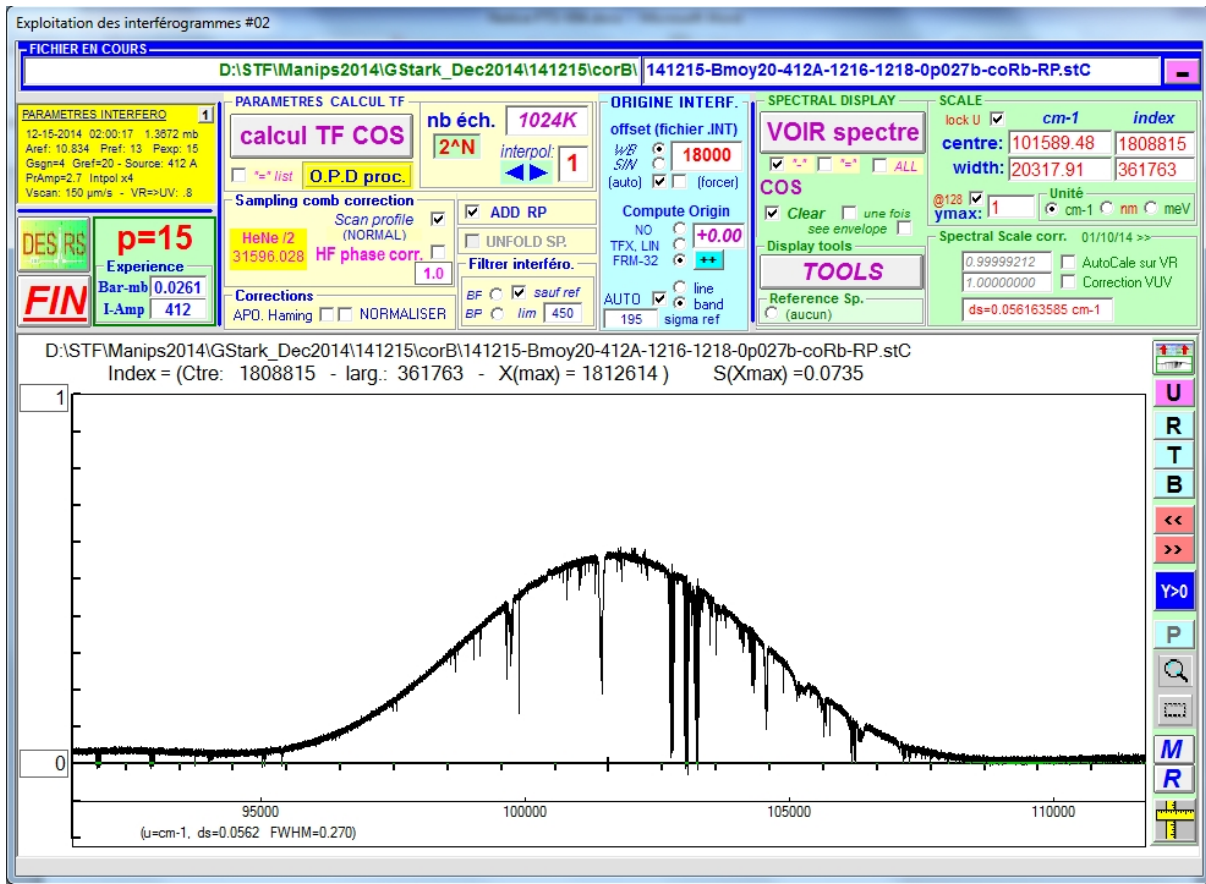 Exploitation des interférogrammes #02
FICHIER EN COURS
D:\STF\Manips2014\GStark_Dec2014\141215\corB\ 141215-Bmoy20-412A-1216-1218-0p027b-coRb-RP.stC
PARAMETRES INTERFERO 1
12-15-2014 02:00:17 1.3672 mb
Aref: 10.834 Pref: 13 Pexp: 15
Gsgn=4 Gref=20 - Source: 412 A
PrAmp=2.7 Intpol x4
Vscan: 150 µm/s - VR=>UV: .8
DES RS
FIN
p=15
Experience
Bar-mb 0.0261
I-Amp 412
PARAMETRES CALCUL TF
calcul TF COS
nb éch. 1024K
2^N
interpol: 1
"=" list O.P.D proc.
Sampling comb correction
Scan profile
(NORMAL)
HeNe /2
31596.028
HF phase corr.
1.0
ADD RP
UNFOLD SP.
Filtrer interféro.
BF sauf ref
BP lim 450
Corrections
APO. Haming NORMALISER
ORIGINE INTERF.
offset (fichier .INT)
WB
SIN
18000
(auto) (forcer)
Compute Origin
NO
TFX, LIN
FRM-32
+0.00
++
AUTO line
band
195 sigma ref
SPECTRAL DISPLAY
VOIR spectre
"-" "=" ALL
COS
Clear une fois
see envelope
Display tools
TOOLS
Reference Sp.
(aucun)
SCALE
lock U cm-1 index
centre: 101589.48 1808815
width: 20317.91 361763
@128
ymax: 1
Unité
cm-1 nm meV
Spectral Scale corr. 01/10/14 >>
0.99999212 AutoCale sur VR
1.00000000 Correction VUV
ds=0.056163585 cm-1
D:\STF\Manips2014\GStark_Dec2014\141215\corB\141215-Bmoy20-412A-1216-1218-0p027b-coRb-RP.stC
Index = (Ctre: 1808815 - larg.: 361763 - X(max) = 1812614 ) S(Xmax) =0.0735
1
0
95000 100000 105000 110000
(u=cm-1, ds=0.0562 FWHM=0.270)
U
R
T
B
<<
>>
Y>0
P
M
R